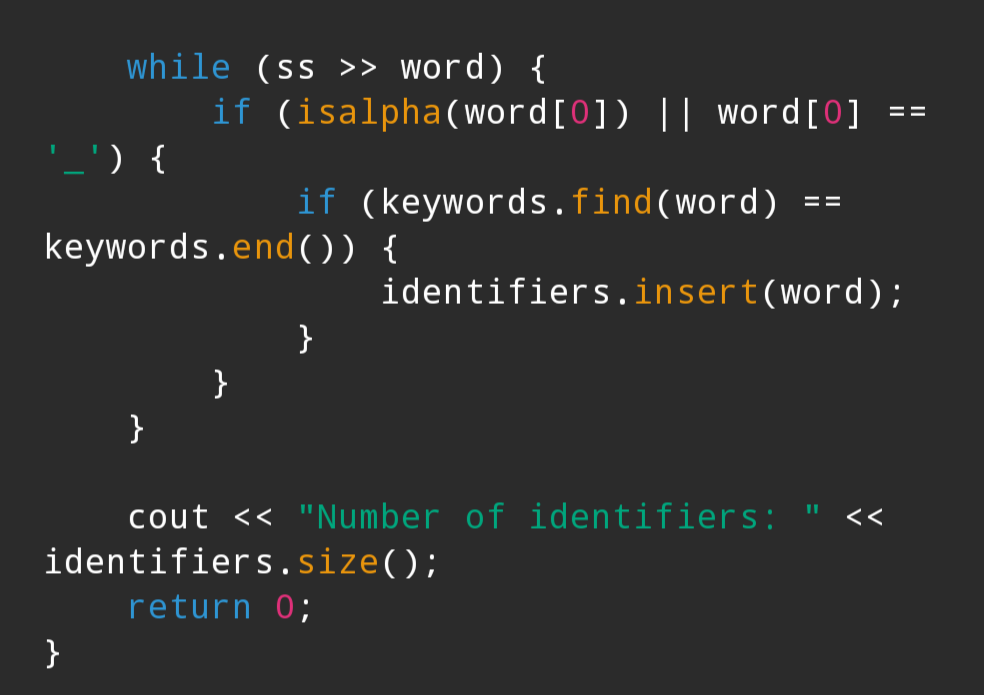 while (ss >> word) {
        if (isalpha(word[0]) || word[0] ==
'_') {
            if (keywords.find(word) ==
keywords.end()) {
                identifiers.insert(word);
            }
        }
    }

    cout << "Number of identifiers: " <<
identifiers.size();
    return 0;
}